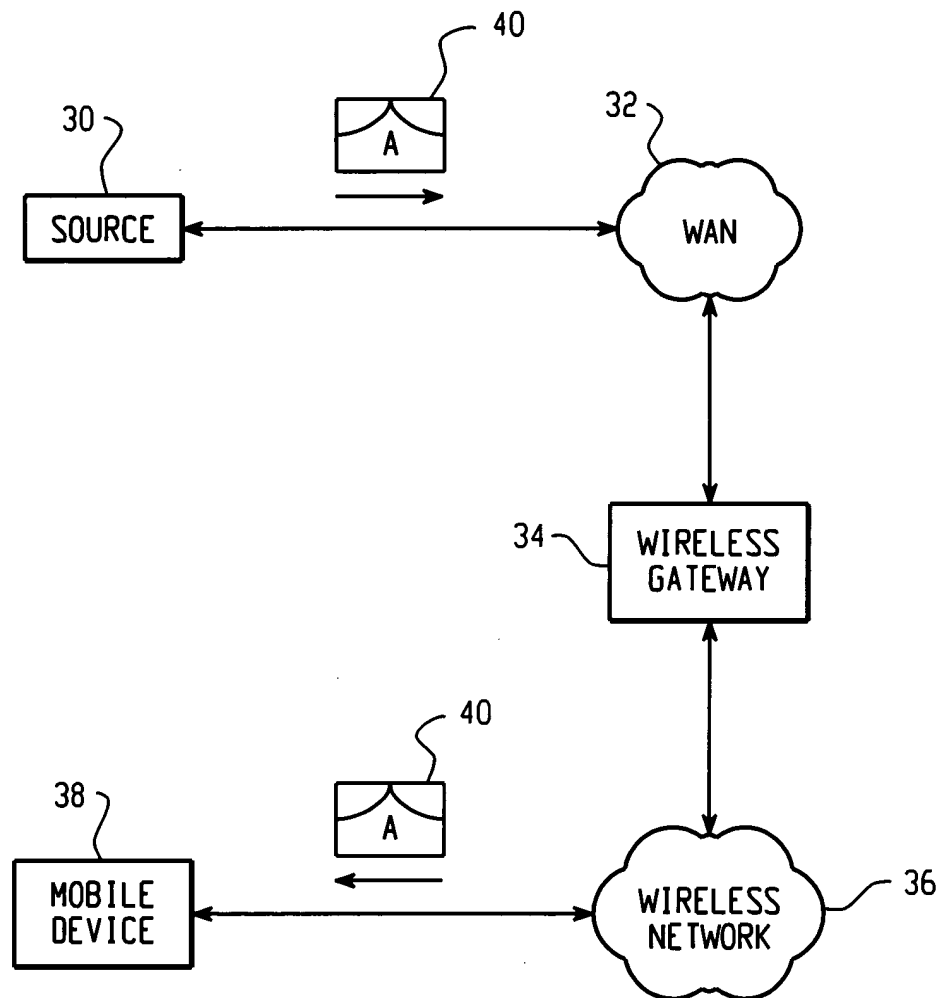 40
30
32
A
SOURCE
WAN
34
WIRELESS
GATEWAY
40
38
A
36
MOBILE
DEVICE
WIRELESS
NETWORK